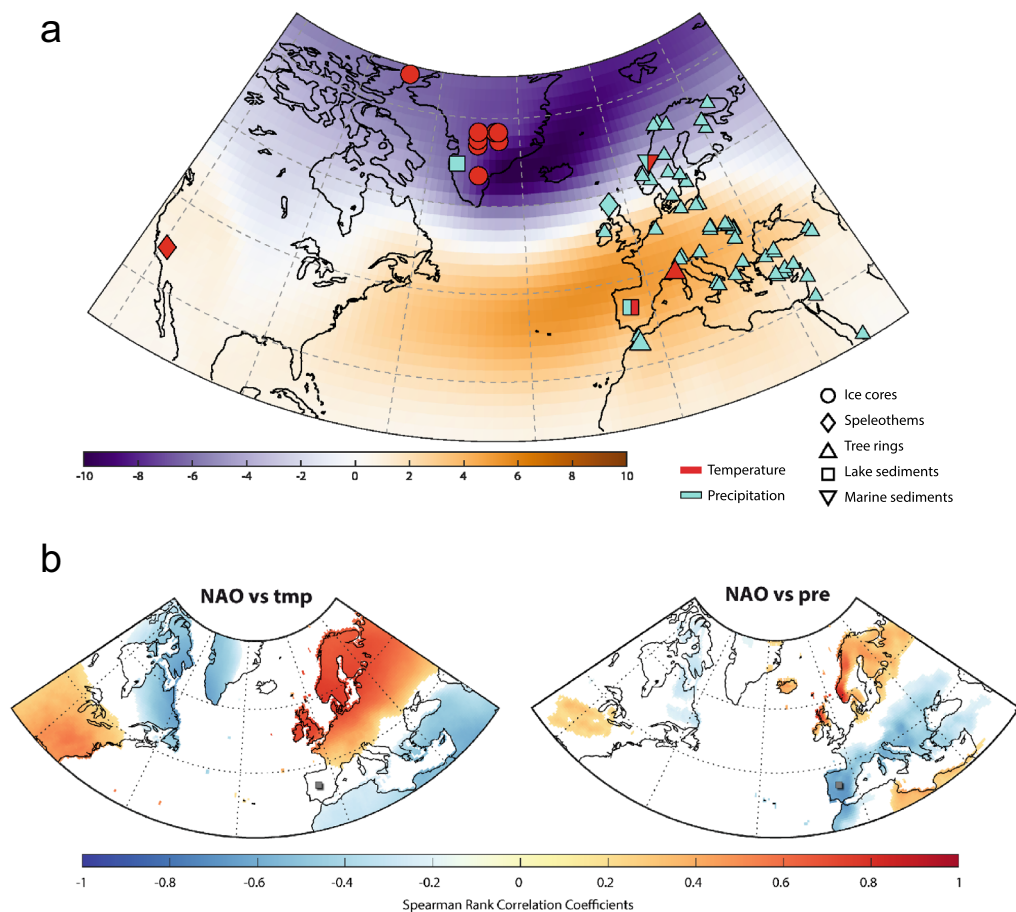 a
-10 -8 -6 -4 -2 0 2 4 6 8 10
Temperature
Precipitation
Ice cores
Speleothems
Tree rings
Lake sediments
Marine sediments
b
NAO vs tmp
NAO vs pre
-1 -0.8 -0.6 -0.4 -0.2 0 0.2 0.4 0.6 0.8 1
Spearman Rank Correlation Coefficients